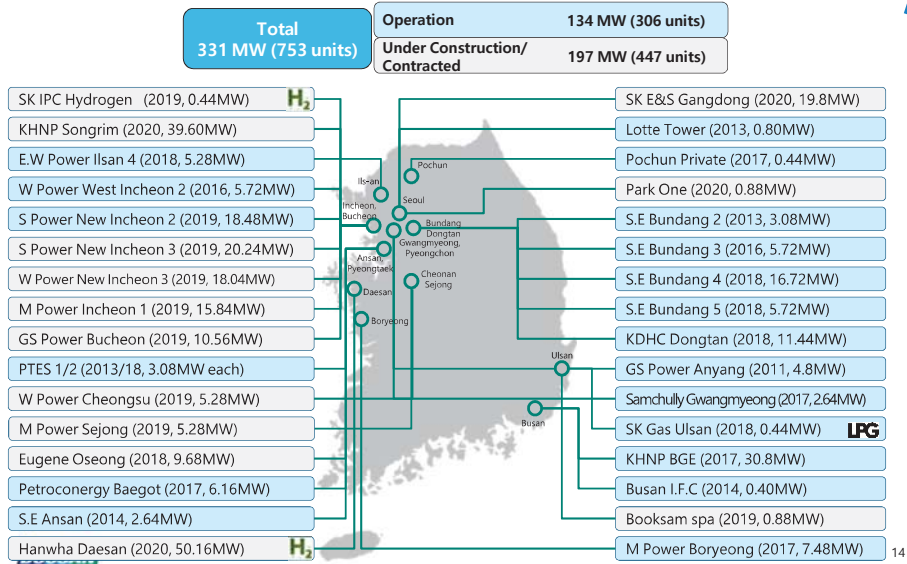 Total
331 MW (753 units)
Operation 134 MW (306 units)
Under Construction/
Contracted 197 MW (447 units)
SK IPC Hydrogen (2019, 0.44MW) H2
KHNP Songrim (2020, 39.60MW)
E.W Power Ilsan 4 (2018, 5.28MW)
W Power West Incheon 2 (2016, 5.72MW)
S Power New Incheon 2 (2019, 18.48MW)
S Power New Incheon 3 (2019, 20.24MW)
W Power New Incheon 3 (2019, 18.04MW)
M Power Incheon 1 (2019, 15.84MW)
GS Power Bucheon (2019, 10.56MW)
PTES 1/2 (2013/18, 3.08MW each)
W Power Cheongsu (2019, 5.28MW)
M Power Sejong (2019, 5.28MW)
Eugene Oseong (2018, 9.68MW)
Petroconergy Baegot (2017, 6.16MW)
S.E Ansan (2014, 2.64MW)
Hanwha Daesan (2020, 50.16MW) H2
Pochun
Ils-an
Seoul
Incheon,
Bucheon
Bundang
Dongtan
Gwangmyeong,
Pyeongchon
Ansan,
Pyeongtaek
Cheonan
Sejong
Daesan
Boryeong
Ulsan
Busan
SK E&S Gangdong (2020, 19.8MW)
Lotte Tower (2013, 0.80MW)
Pochun Private (2017, 0.44MW)
Park One (2020, 0.88MW)
S.E Bundang 2 (2013, 3.08MW)
S.E Bundang 3 (2016, 5.72MW)
S.E Bundang 4 (2018, 16.72MW)
S.E Bundang 5 (2018, 5.72MW)
KDHC Dongtan (2018, 11.44MW)
GS Power Anyang (2011, 4.8MW)
Samchully Gwangmyeong (2017, 2.64MW)
SK Gas Ulsan (2018, 0.44MW) LPG
KHNP BGE (2017, 30.8MW)
Busan I.F.C (2014, 0.40MW)
Booksam spa (2019, 0.88MW)
M Power Boryeong (2017, 7.48MW)
14